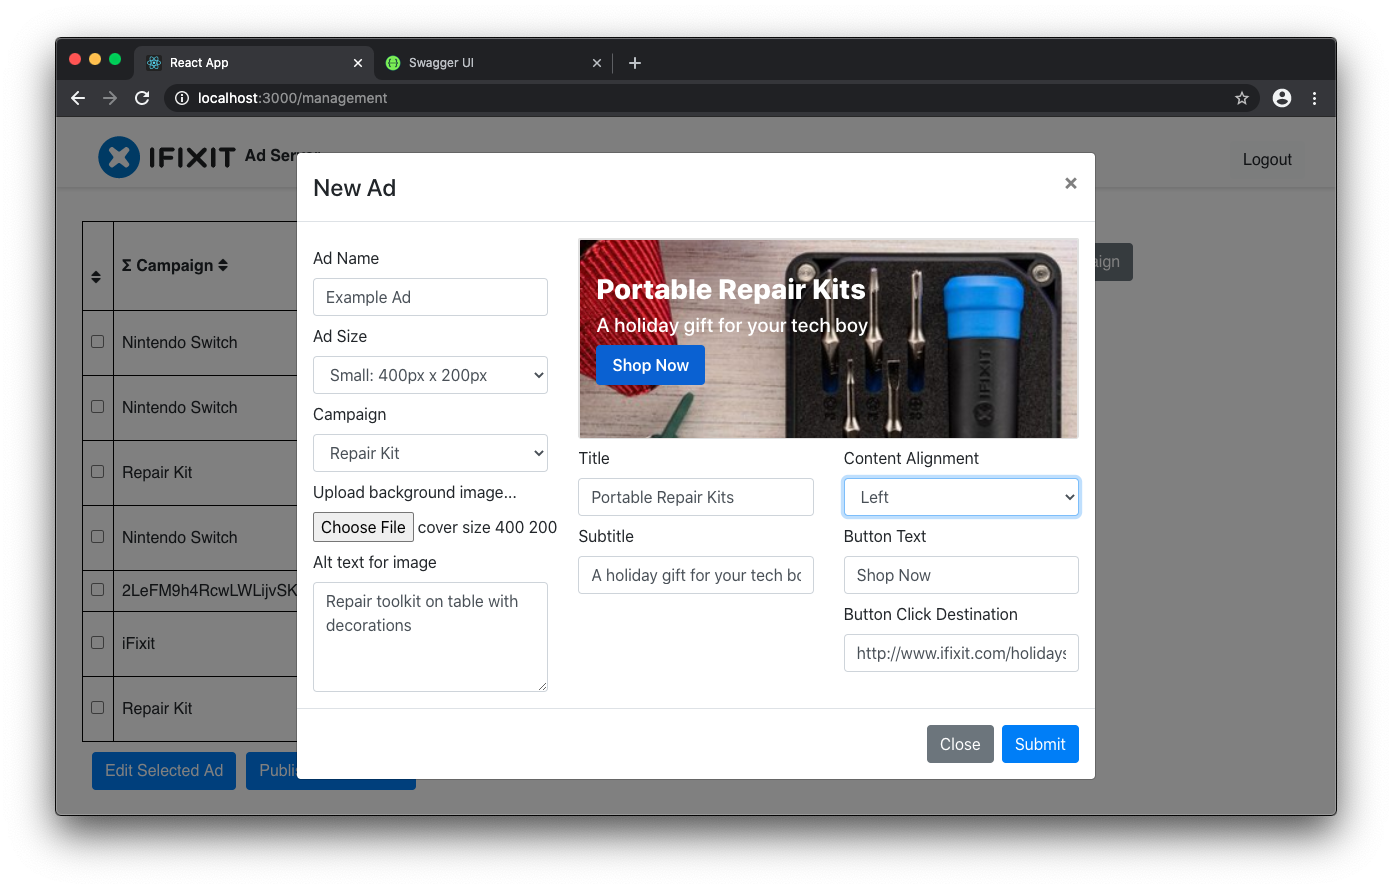 React App
Swagger UI
localhost:3000/management
IFIXIT Ad Server
Logout
New Ad
×
Σ Campaign
Nintendo Switch
Nintendo Switch
Repair Kit
Nintendo Switch
2LeFM9h4RcwLWLijvSK
iFixit
Repair Kit
Edit Selected Ad
Publi
aign
Ad Name
Example Ad
Ad Size
Small: 400px x 200px
Campaign
Repair Kit
Upload background image...
Choose File cover size 400 200
Alt text for image
Repair toolkit on table with
decorations
Portable Repair Kits
A holiday gift for your tech boy
Shop Now
IFIXIT
Title
Portable Repair Kits
Subtitle
A holiday gift for your tech bo
Content Alignment
Left
Button Text
Shop Now
Button Click Destination
http://www.ifixit.com/holidays
Close
Submit